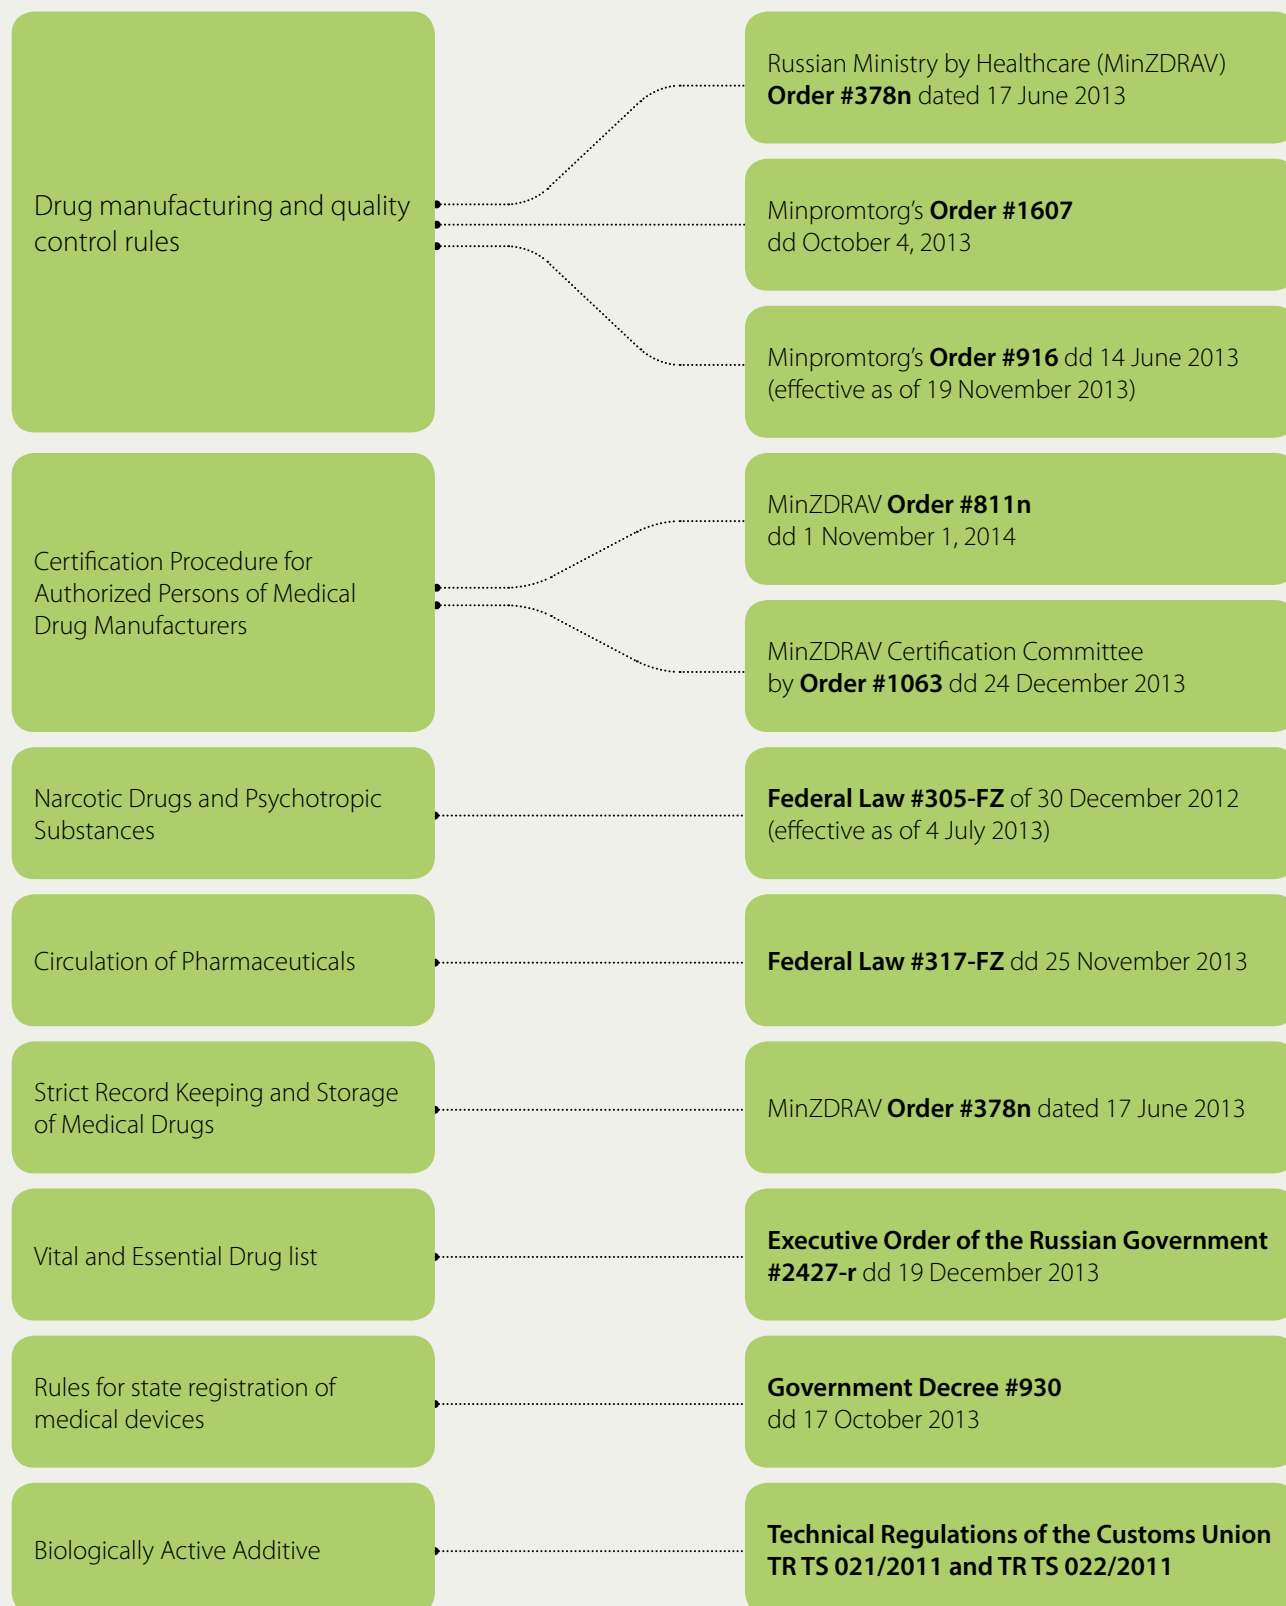 Drug manufacturing and quality
control rules
Russian Ministry by Healthcare (MinZDRAV)
Order #378n dated 17 June 2013
Minpromtorg's Order #1607
dd October 4, 2013
Minpromtorg's Order #916 dd 14 June 2013
(effective as of 19 November 2013)
Certification Procedure for
Authorized Persons of Medical
Drug Manufacturers
MinZDRAV Order #811n
dd 1 November 1, 2014
MinZDRAV Certification Committee
by Order #1063 dd 24 December 2013
Narcotic Drugs and Psychotropic
Substances
Federal Law #305-FZ of 30 December 2012
(effective as of 4 July 2013)
Circulation of Pharmaceuticals
Federal Law #317-FZ dd 25 November 2013
Strict Record Keeping and Storage
of Medical Drugs
MinZDRAV Order #378n dated 17 June 2013
Vital and Essential Drug list
Executive Order of the Russian Government
#2427-r dd 19 December 2013
Rules for state registration of
medical devices
Government Decree #930
dd 17 October 2013
Biologically Active Additive
Technical Regulations of the Customs Union
TR TS 021/2011 and TR TS 022/2011